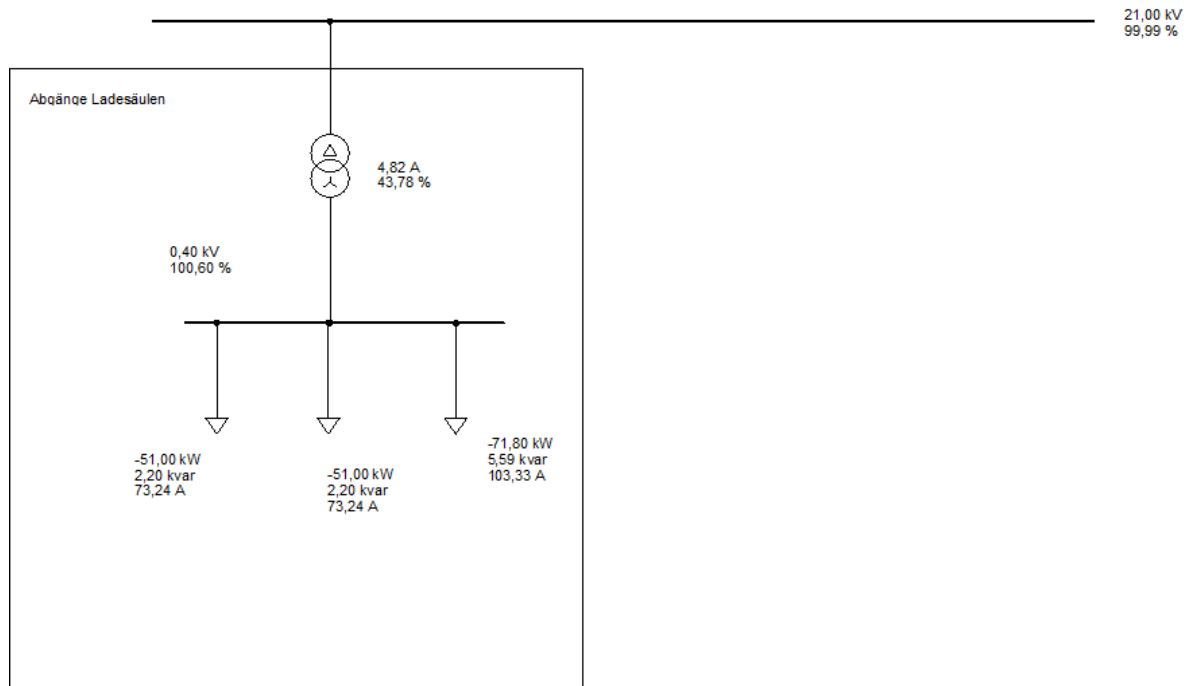 21,00 kV
99,99 %
Abgänge Ladesäulen
4,82 A
43,78 %
0,40 kV
100,60 %
-51,00 kW
2,20 kvar
73,24 A
-51,00 kW
2,20 kvar
73,24 A
-71,80 kW
5,59 kvar
103,33 A